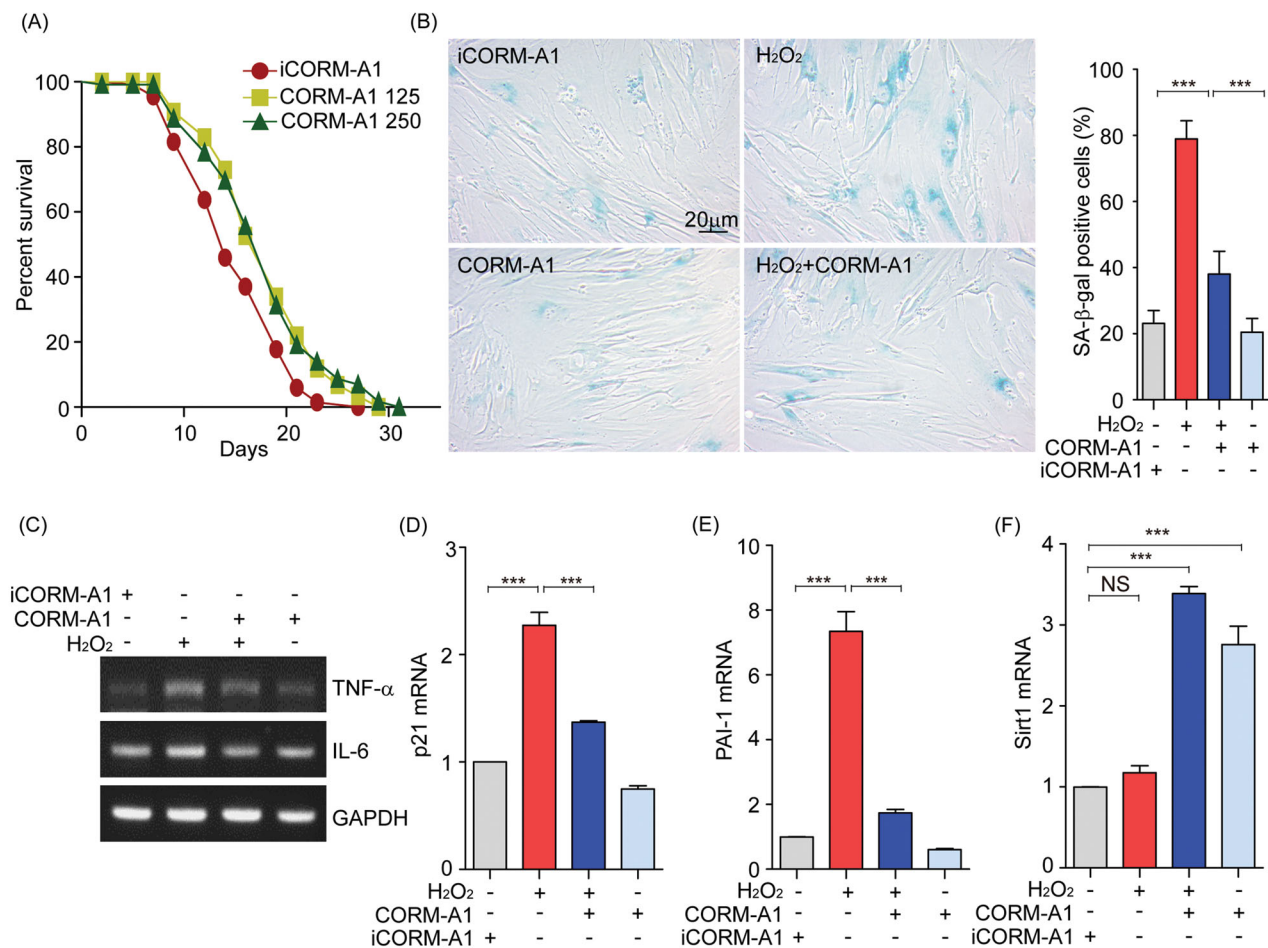 (A)
iCORM-A1
CORM-A1 125
CORM-A1 250
Percent survival
100
80
60
40
20
0
0 10 20 30
Days
(B)
iCORM-A1
H₂O₂
20μm
CORM-A1
H₂O₂+CORM-A1
SA-β-gal positive cells (%)
100
80
60
40
20
0
*** ***
H₂O₂ - + + -
CORM-A1 - - + +
iCORM-A1 + - - -
(C)
iCORM-A1 + - - -
CORM-A1 - - + +
H₂O₂ - + + -
TNF-α
IL-6
GAPDH
(D)
p21 mRNA
3
2
1
0
*** ***
H₂O₂ - + + -
CORM-A1 - - + +
iCORM-A1 + - - -
(E)
PAI-1 mRNA
10
8
6
4
2
0
*** ***
H₂O₂ - + + -
CORM-A1 - - + +
iCORM-A1 + - - -
(F)
Sirt1 mRNA
4
3
2
1
0
***
***
NS
H₂O₂ - + + -
CORM-A1 - - + +
iCORM-A1 + - - -